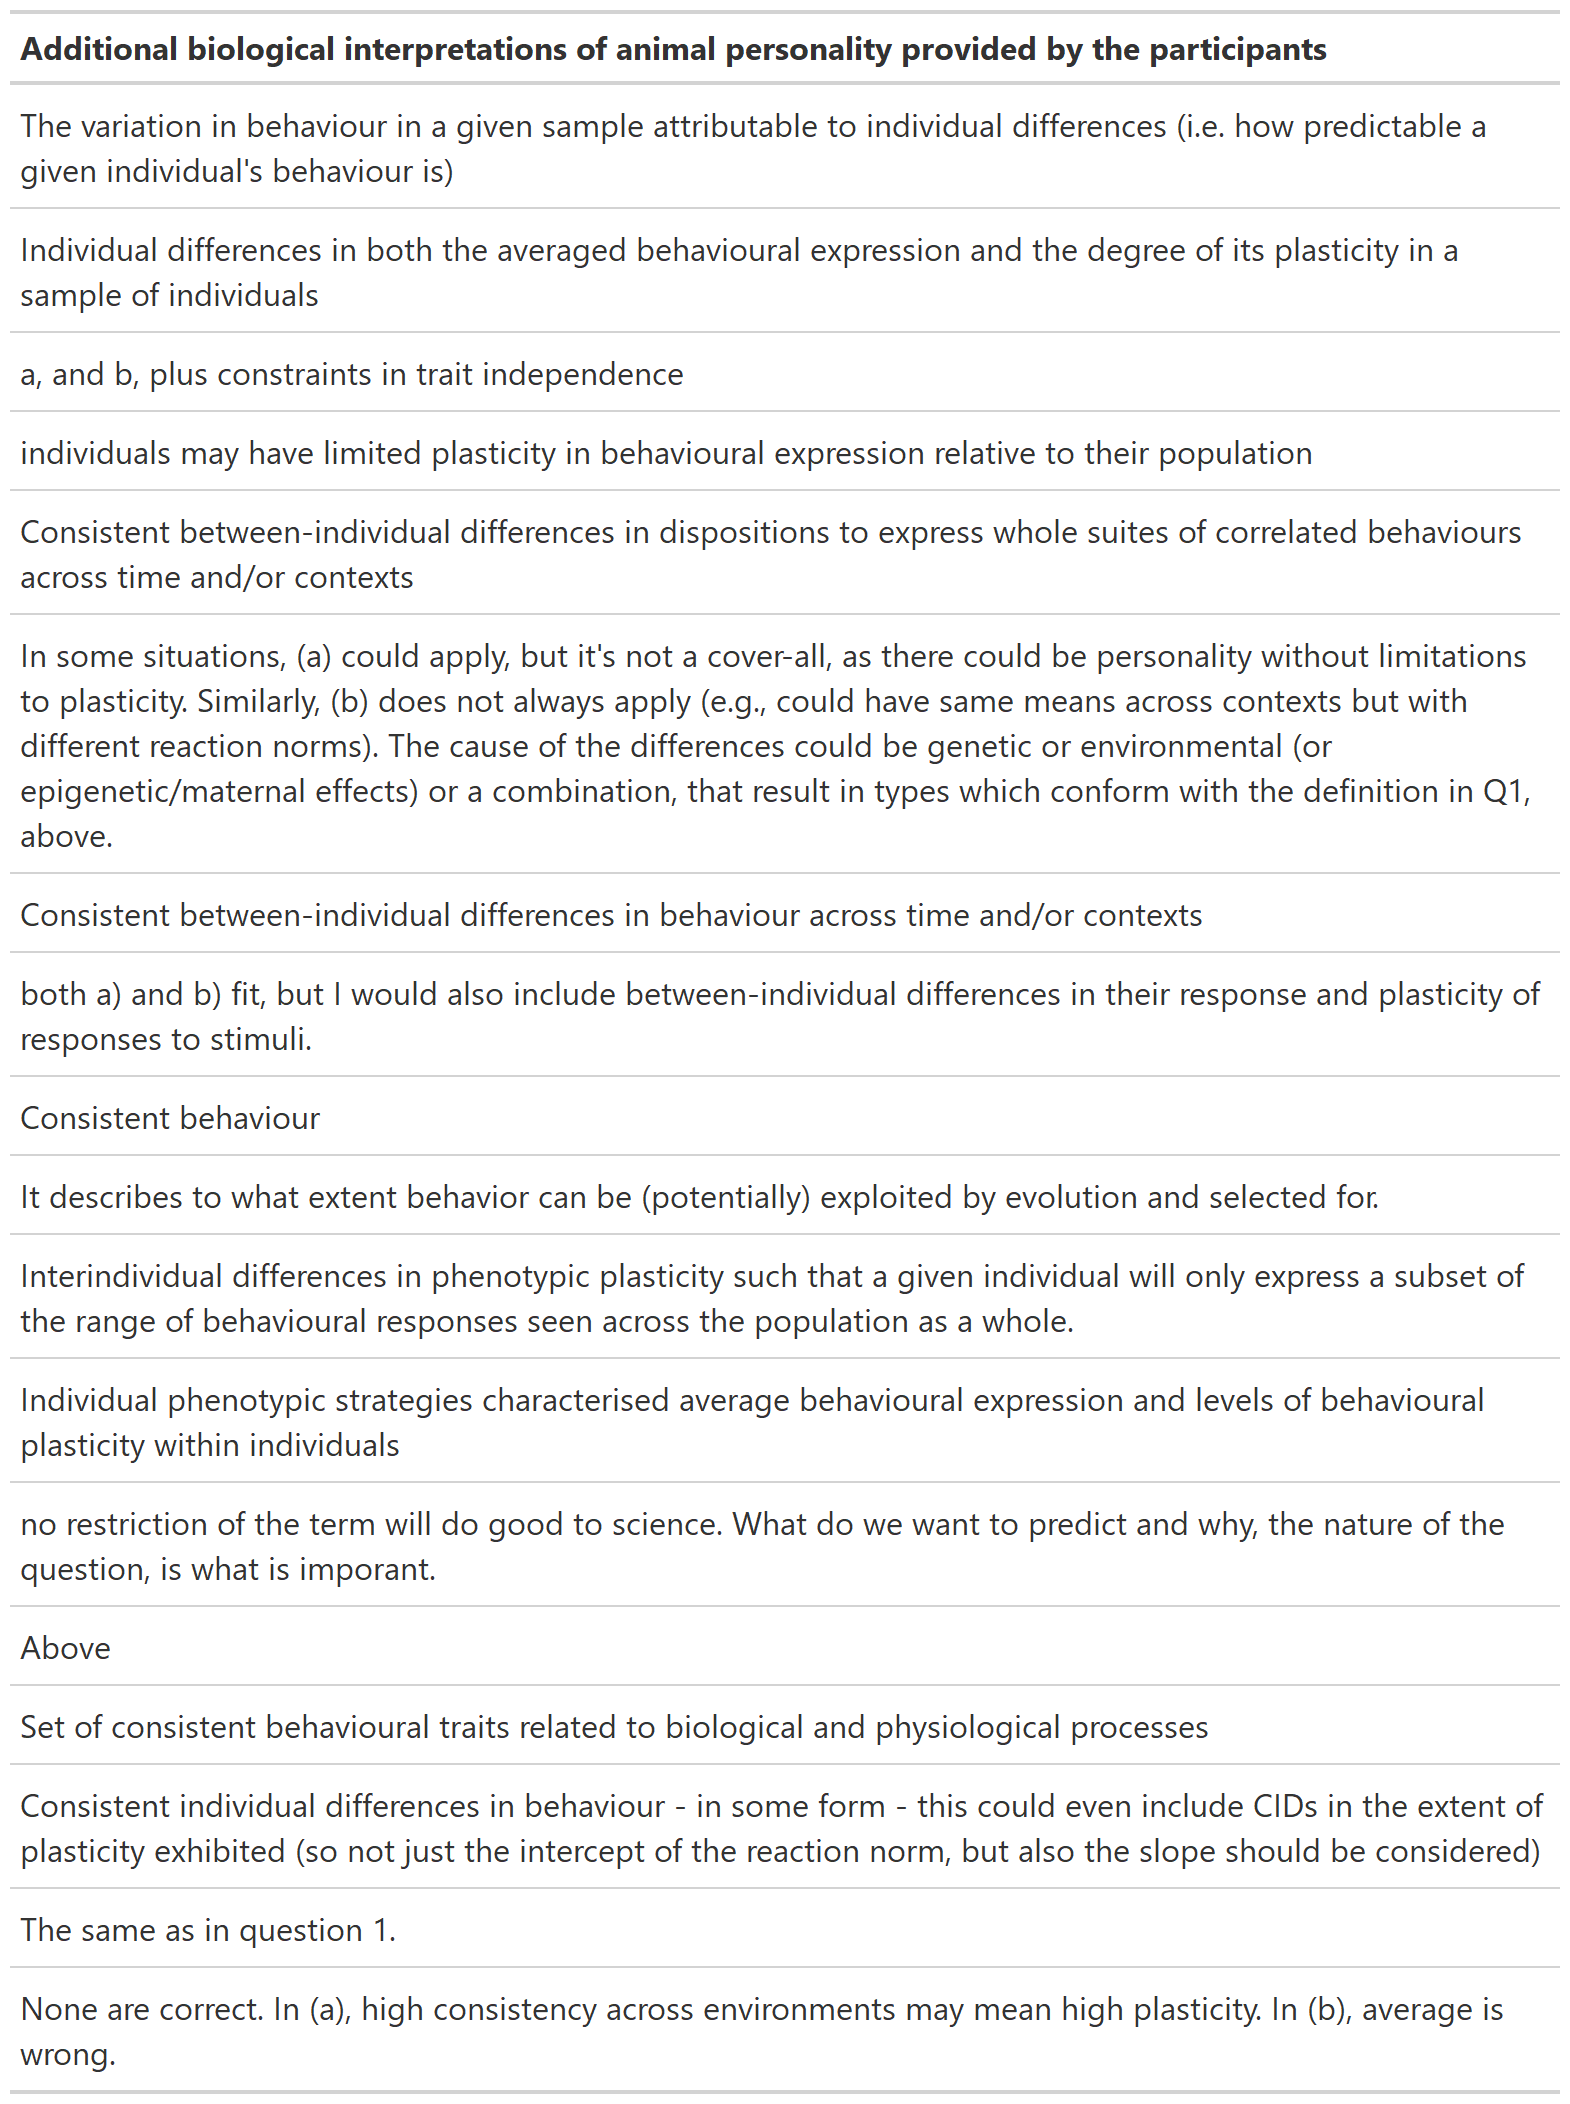 Additional biological interpretations of animal personality provided by the participants
The variation in behaviour in a given sample attributable to individual differences (i.e. how predictable a
given individual's behaviour is)
Individual differences in both the averaged behavioural expression and the degree of its plasticity in a
sample of individuals
a, and b, plus constraints in trait independence
individuals may have limited plasticity in behavioural expression relative to their population
Consistent between-individual differences in dispositions to express whole suites of correlated behaviours
across time and/or contexts
In some situations, (a) could apply, but it's not a cover-all, as there could be personality without limitations
to plasticity. Similarly, (b) does not always apply (e.g., could have same means across contexts but with
different reaction norms). The cause of the differences could be genetic or environmental (or
epigenetic/maternal effects) or a combination, that result in types which conform with the definition in Q1,
above.
Consistent between-individual differences in behaviour across time and/or contexts
both a) and b) fit, but I would also include between-individual differences in their response and plasticity of
responses to stimuli.
Consistent behaviour
It describes to what extent behavior can be (potentially) exploited by evolution and selected for.
Interindividual differences in phenotypic plasticity such that a given individual will only express a subset of
the range of behavioural responses seen across the population as a whole.
Individual phenotypic strategies characterised average behavioural expression and levels of behavioural
plasticity within individuals
no restriction of the term will do good to science. What do we want to predict and why, the nature of the
question, is what is imporant.
Above
Set of consistent behavioural traits related to biological and physiological processes
Consistent individual differences in behaviour - in some form - this could even include CIDs in the extent of
plasticity exhibited (so not just the intercept of the reaction norm, but also the slope should be considered)
The same as in question 1.
None are correct. In (a), high consistency across environments may mean high plasticity. In (b), average is
wrong.